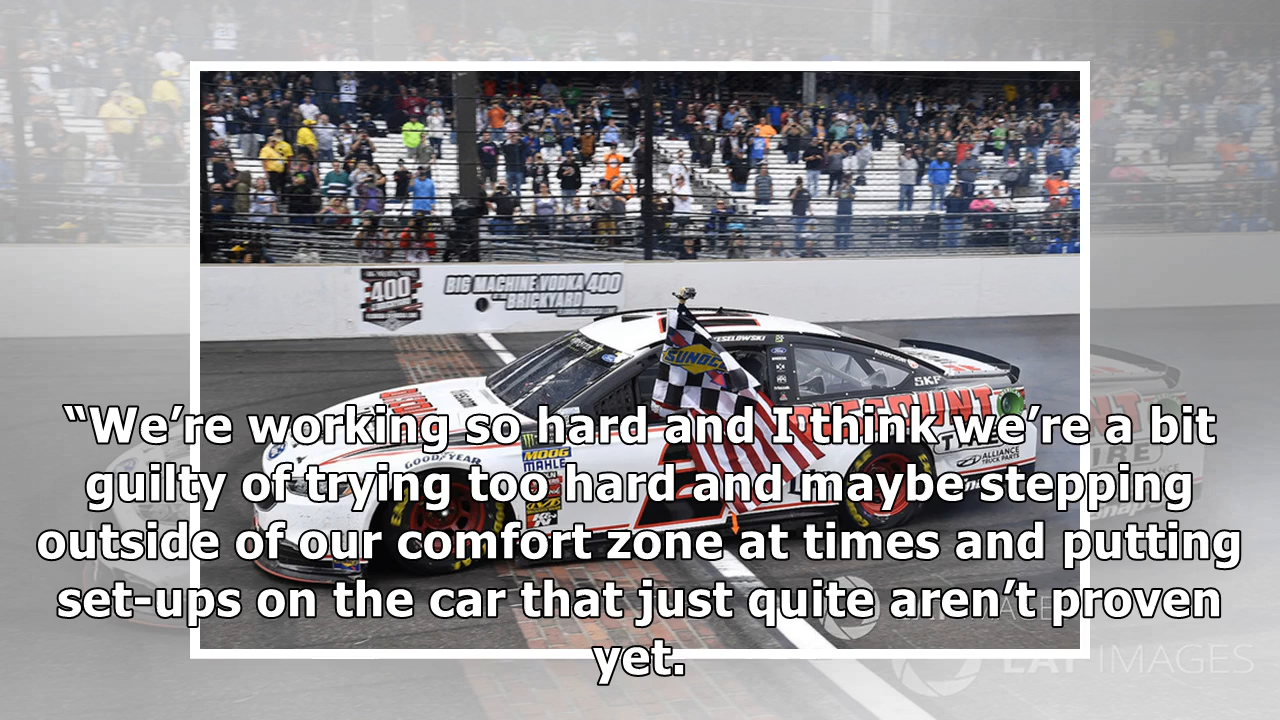 400
BIG MACHINE VODKA 400
BRICKYARD
SUNOCO
SKF
GOODYEAR
MOOG
MAHLE
K&N
ALLIANCE
TRUCK PARTS
“We’re working so hard and I think we’re a bit
guilty of trying too hard and maybe stepping
outside of our comfort zone at times and putting
set-ups on the car that just quite aren’t proven
yet.
IMAGES